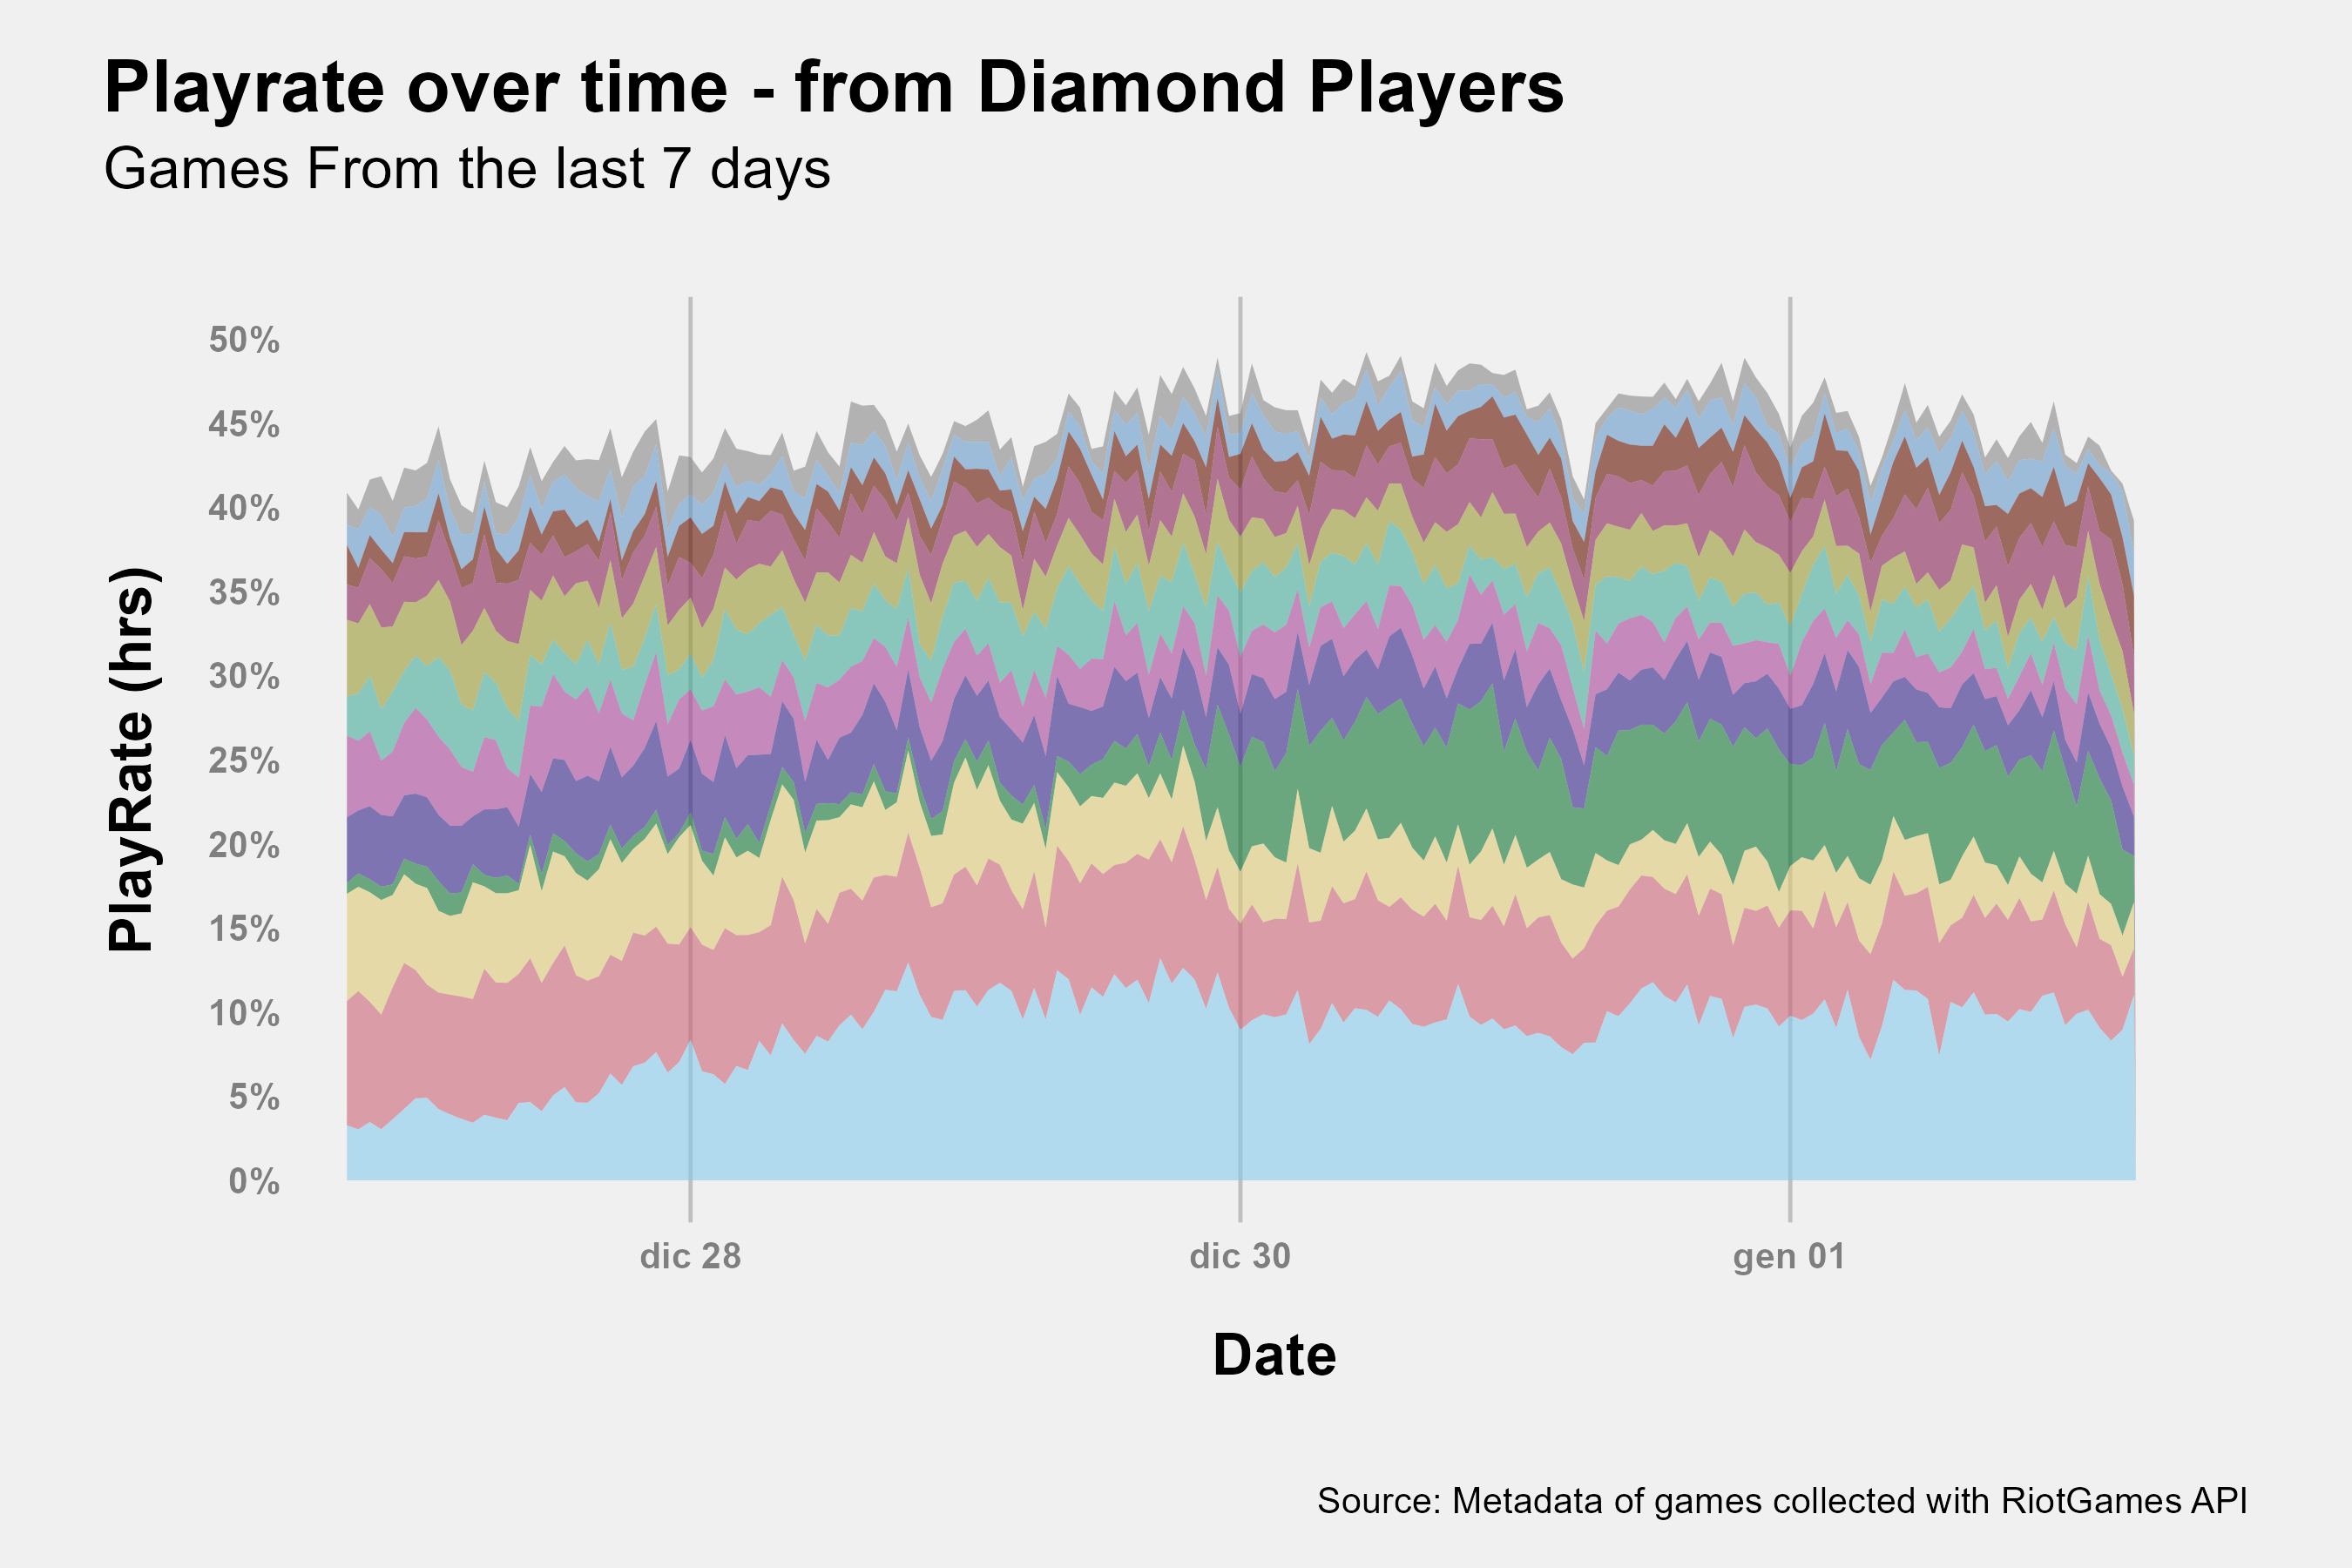 Playrate over time - from Diamond Players
Games From the last 7 days
50%
45%
40%
35%
30%
25%
20%
15%
10%
5%
0%
PlayRate (hrs)
dic 28
dic 30
gen 01
Date
Source: Metadata of games collected with RiotGames API